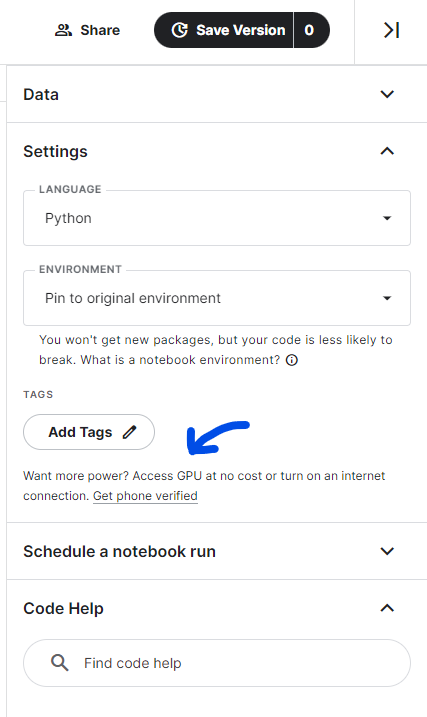 Share
Save Version 0
Data
Settings
LANGUAGE
Python
ENVIRONMENT
Pin to original environment
You won't get new packages, but your code is less likely to
break. What is a notebook environment?
TAGS
Add Tags
Want more power? Access GPU at no cost or turn on an internet
connection. Get phone verified
Schedule a notebook run
Code Help
Find code help